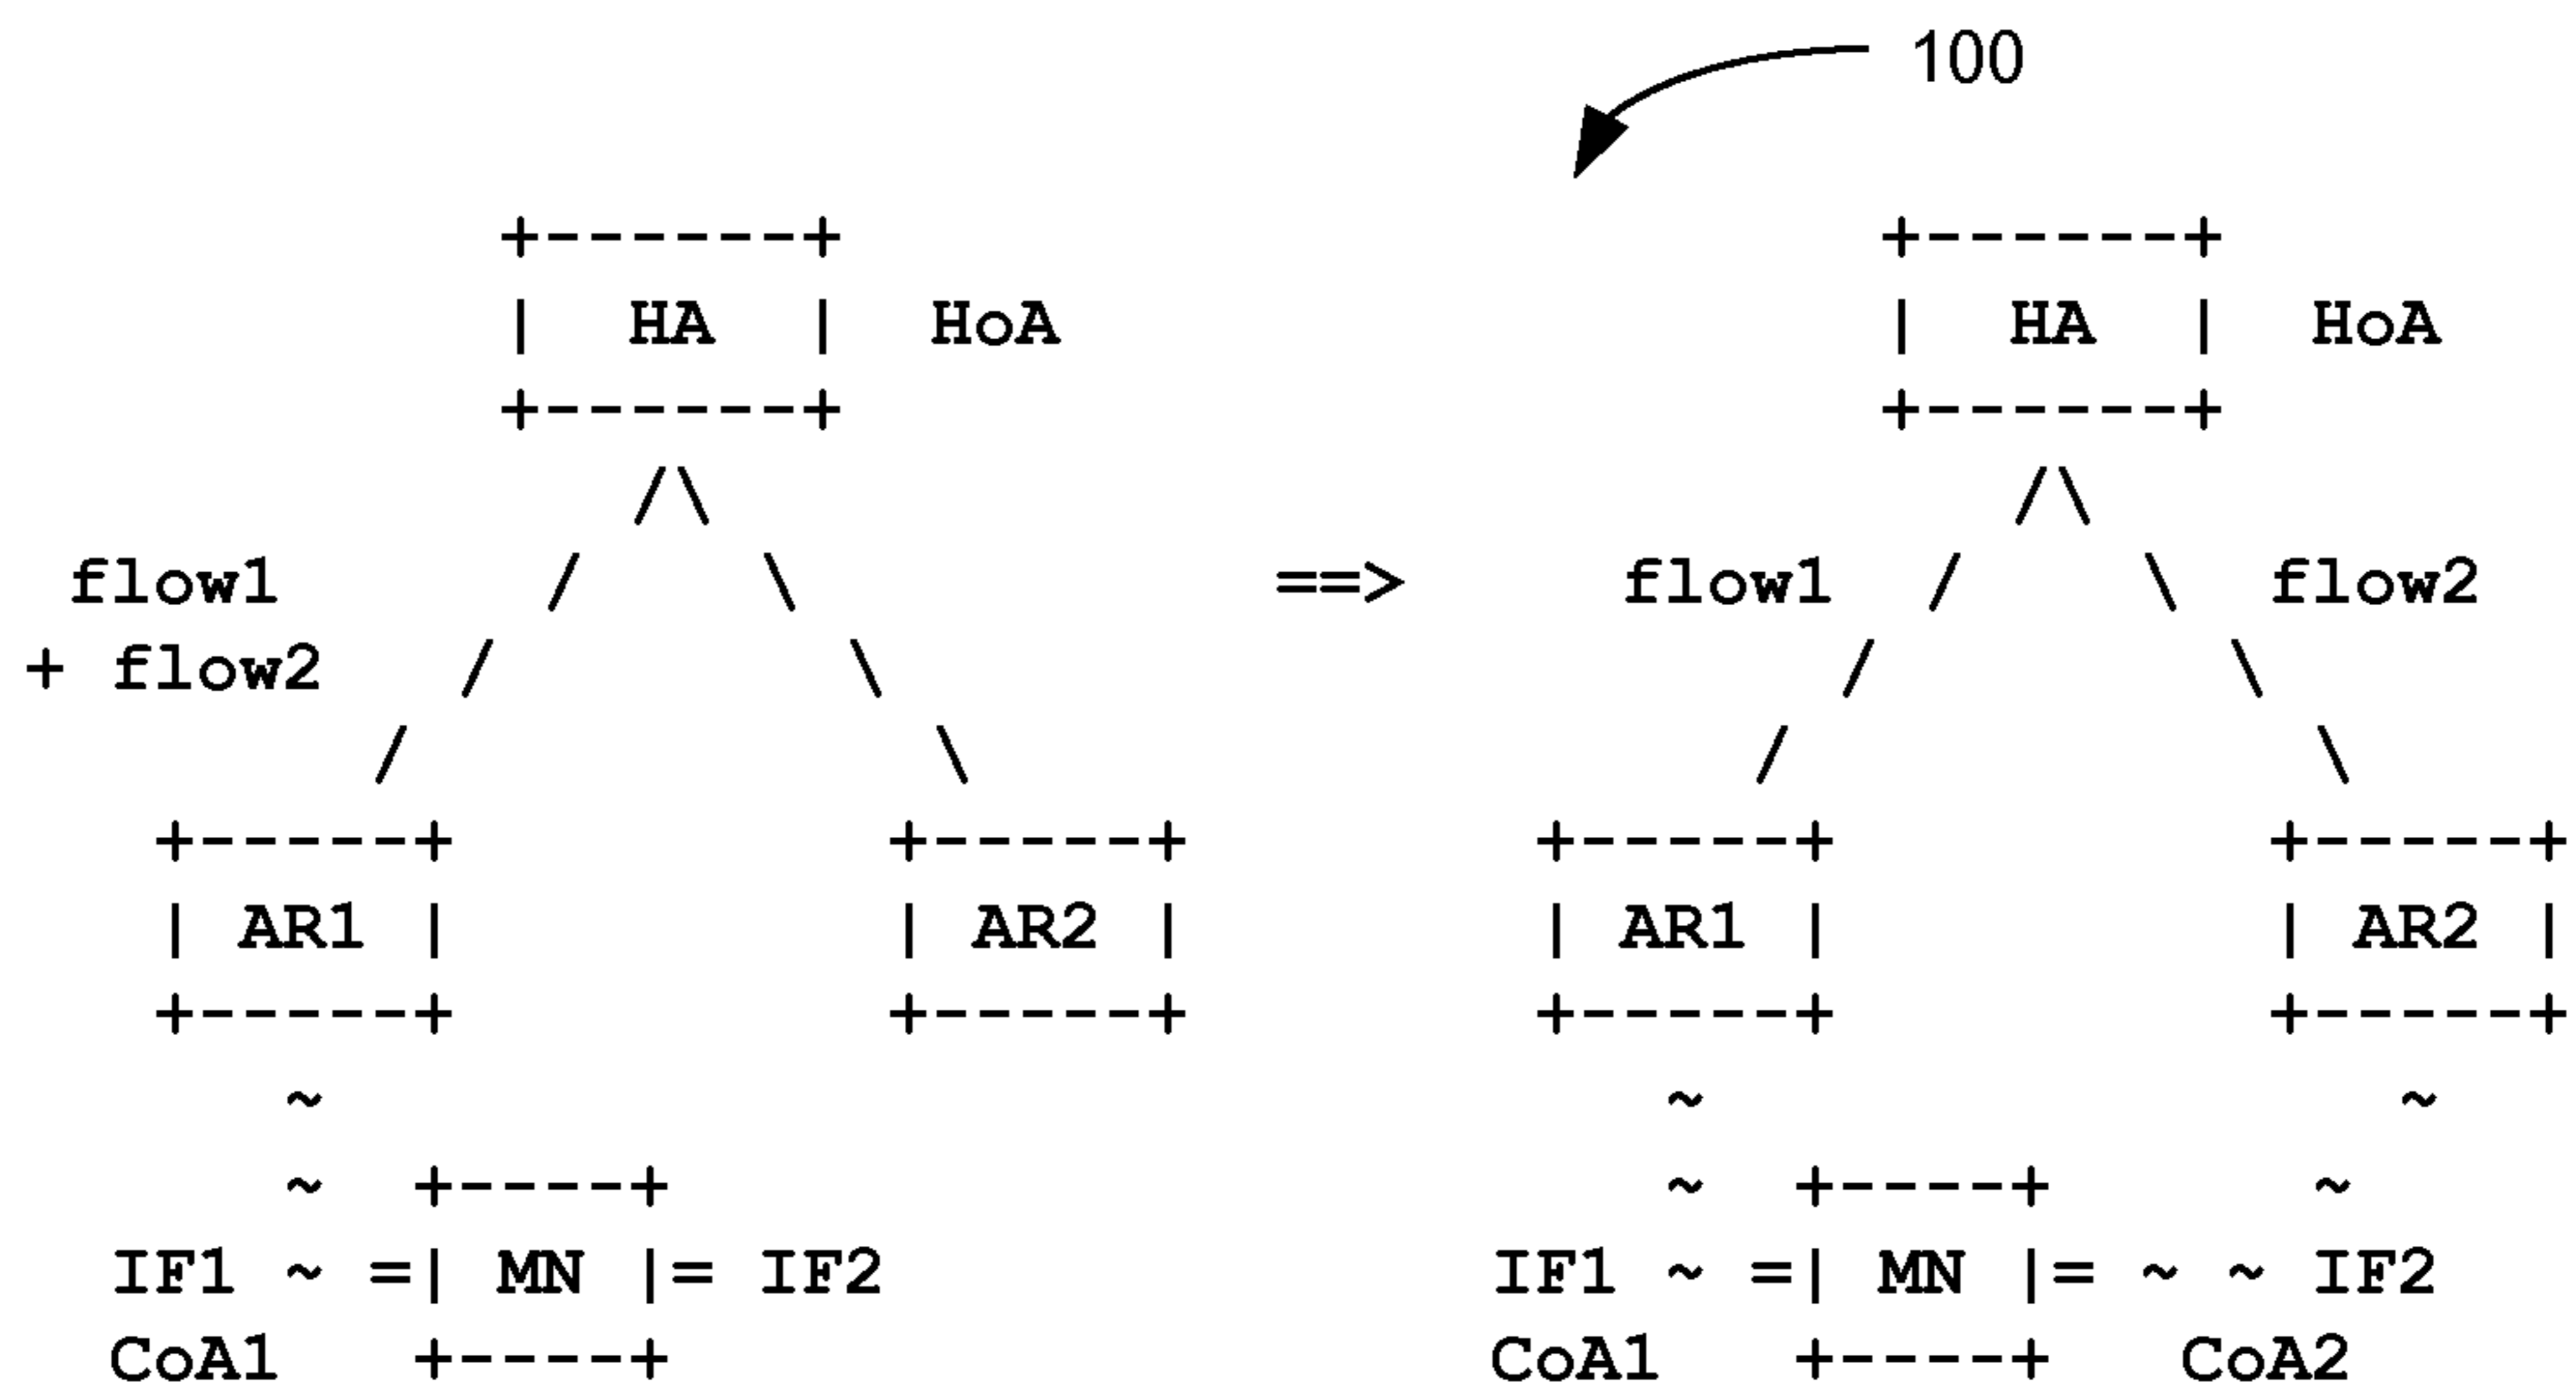 100
+-------+                        +-------+
|  HA   |  HoA                   |  HA   |  HoA
+-------+                        +-------+
/\                               /\
flow1      /    \           ==>     flow1  /    \  flow2
+ flow2   /        \                     /        \
/            \                   /            \
+------+          +------+        +------+          +------+
| AR1 |          | AR2 |        | AR1 |          | AR2 |
+------+          +------+        +------+          +------+
~                                ~                ~
~  +-----+                       ~  +-----+      ~
IF1 ~ =| MN |= IF2               IF1 ~ =| MN |= ~ ~ IF2
CoA1   +-----+                   CoA1   +-----+   CoA2